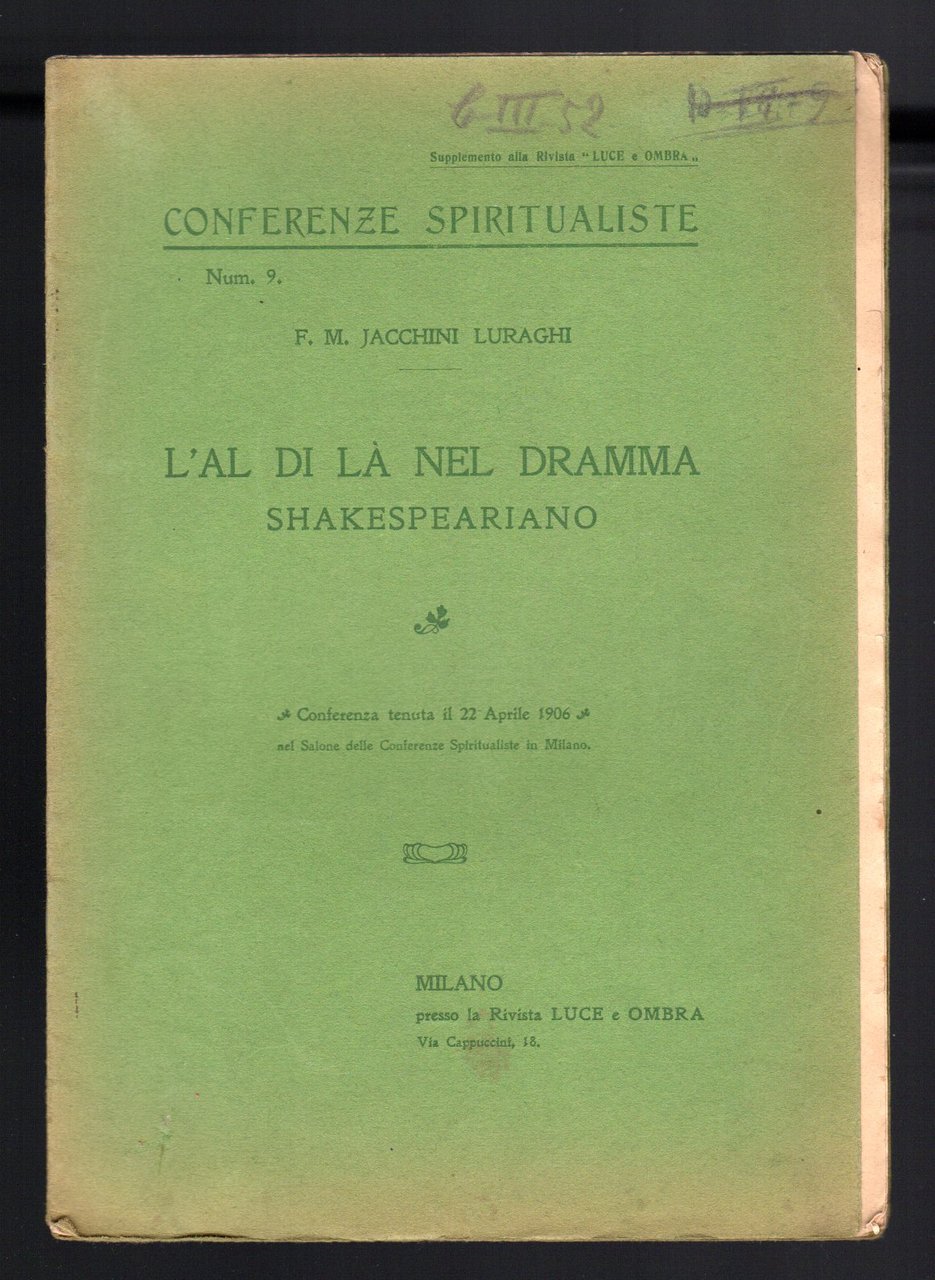 6 III 52
Supplemento alla Rivista "LUCE e OMBRA„
CONFERENZE SPIRITUALISTE
Num. 9.
F. M. JACCHINI LURAGHI
L'AL DI LÀ NEL DRAMMA
SHAKESPEARIANO
Conferenza tenuta il 22 Aprile 1906
nel Salone delle Conferenze Spiritualiste in Milano.
MILANO
presso la Rivista LUCE e OMBRA
Via Cappuccini, 18.